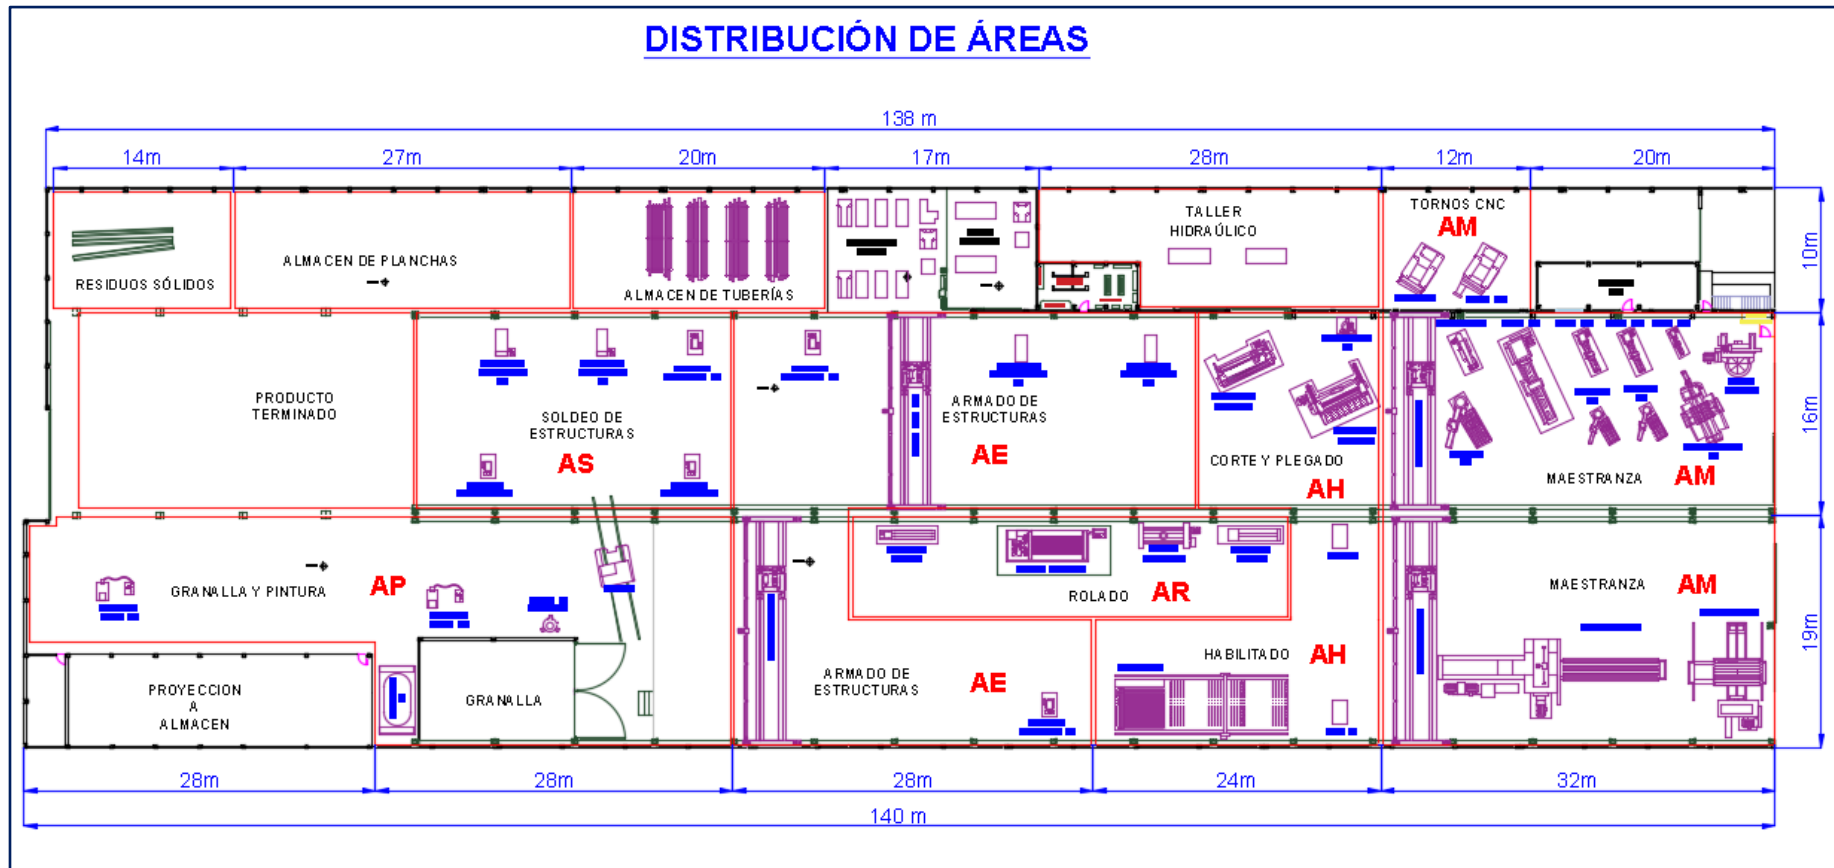 DISTRIBUCIÓN DE ÁREAS
138 m
14m
27m
20m
17m
28m
12m
20m
RESIDUOS SÓLIDOS
ALMACEN DE PLANCHAS
ALMACEN DE TUBERÍAS
TALLER
HIDRAÚLICO
TORNOS CNC
AM
10m
PRODUCTO
TERMINADO
SOLDEO DE
ESTRUCTURAS
AS
ARMADO DE
ESTRUCTURAS
AE
CORTE Y PLEGADO
AH
MAESTRANZA
AM
16m
GRANALLA Y PINTURA
AP
ROLADO
AR
MAESTRANZA
AM
19m
PROYECCION
A
ALMACEN
GRANALLA
ARMADO DE
ESTRUCTURAS
AE
HABILITADO
AH
28m
28m
28m
24m
32m
140 m